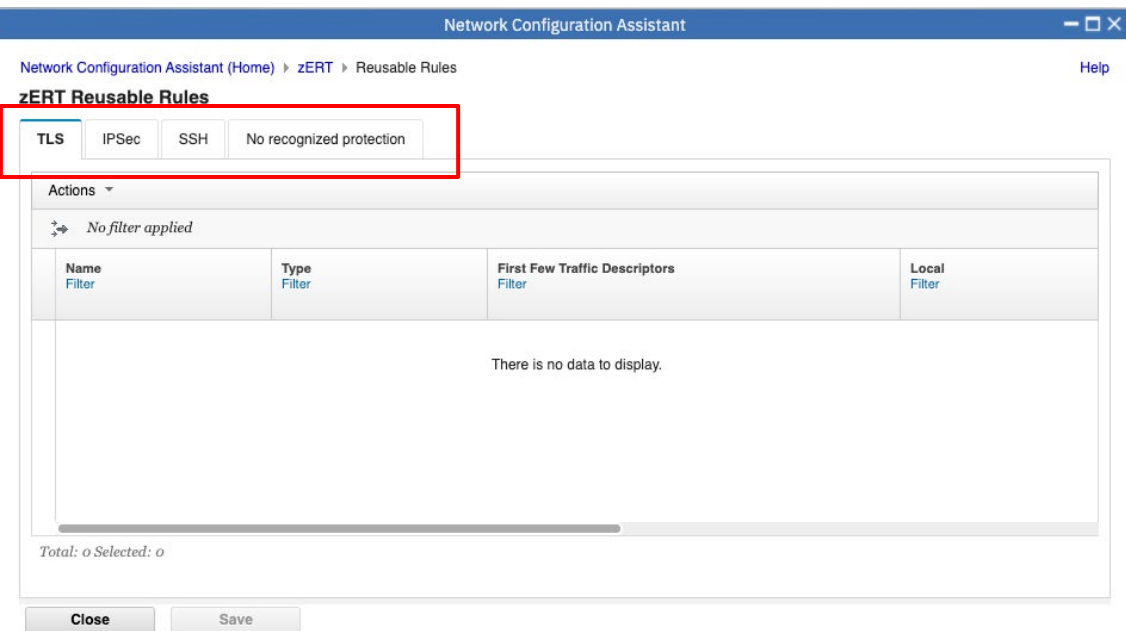 Network Configuration Assistant
Network Configuration Assistant (Home) zERT Reusable Rules Help
zERT Reusable Rules
TLS IPSec SSH No recognized protection
Actions
No filter applied
Name Type First Few Traffic Descriptors Local
Filter Filter Filter Filter
There is no data to display.
Total: 0 Selected: 0
Close Save